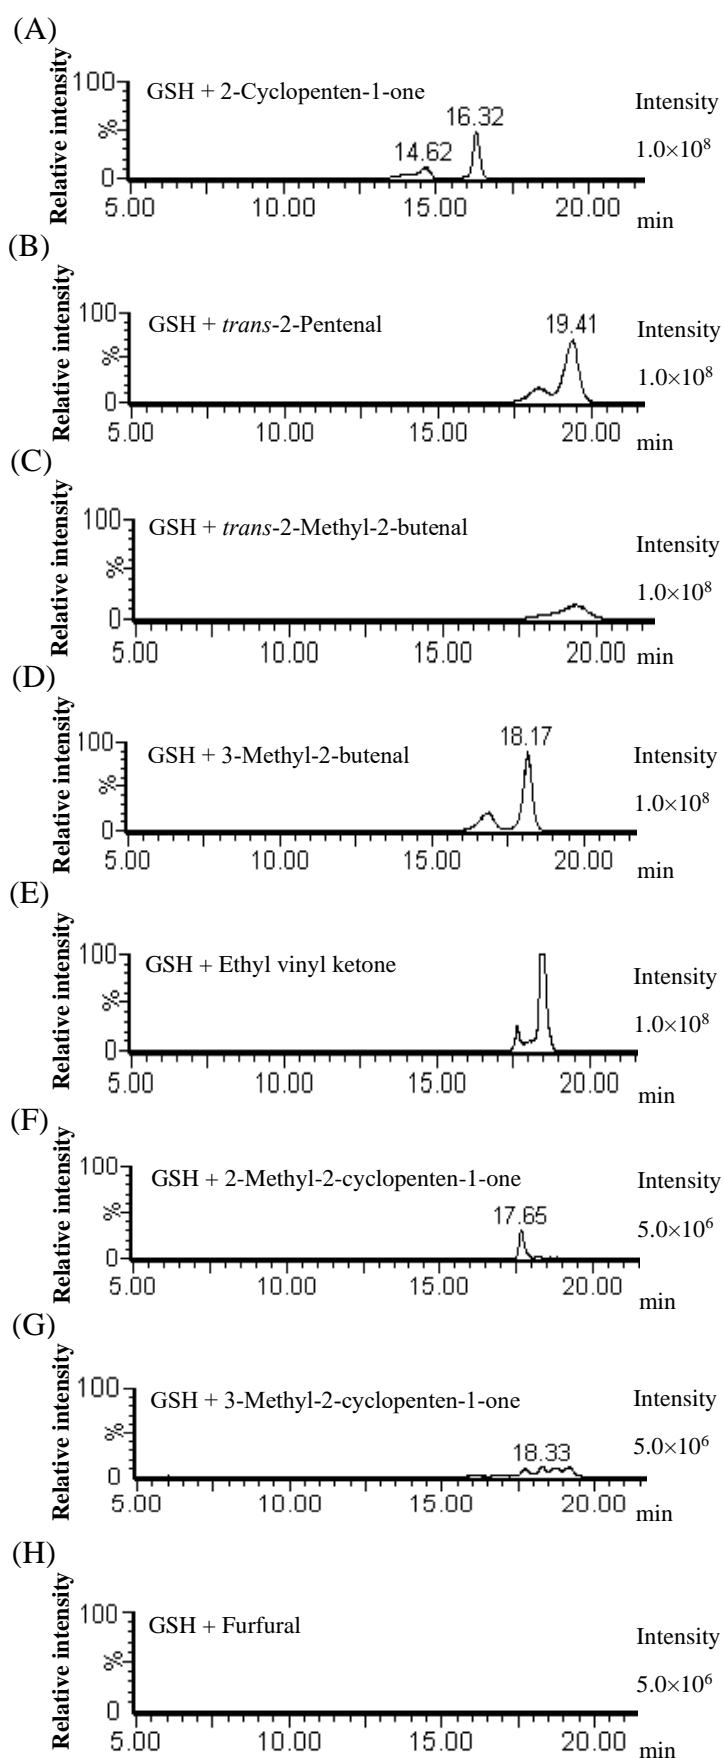 (A)
Relative intensity
%
100
0
GSH + 2-Cyclopenten-1-one
14.62
16.32
5.00 10.00 15.00 20.00 min
Intensity
1.0×10⁸
(B)
Relative intensity
%
100
0
GSH + trans-2-Pentenal
19.41
5.00 10.00 15.00 20.00 min
Intensity
1.0×10⁸
(C)
Relative intensity
%
100
0
GSH + trans-2-Methyl-2-butenal
5.00 10.00 15.00 20.00 min
Intensity
1.0×10⁸
(D)
Relative intensity
%
100
0
GSH + 3-Methyl-2-butenal
18.17
5.00 10.00 15.00 20.00 min
Intensity
1.0×10⁸
(E)
Relative intensity
%
100
0
GSH + Ethyl vinyl ketone
5.00 10.00 15.00 20.00 min
Intensity
1.0×10⁸
(F)
Relative intensity
%
100
0
GSH + 2-Methyl-2-cyclopenten-1-one
17.65
5.00 10.00 15.00 20.00 min
Intensity
5.0×10⁶
(G)
Relative intensity
%
100
0
GSH + 3-Methyl-2-cyclopenten-1-one
18.33
5.00 10.00 15.00 20.00 min
Intensity
5.0×10⁶
(H)
Relative intensity
%
100
0
GSH + Furfural
5.00 10.00 15.00 20.00 min
Intensity
5.0×10⁶